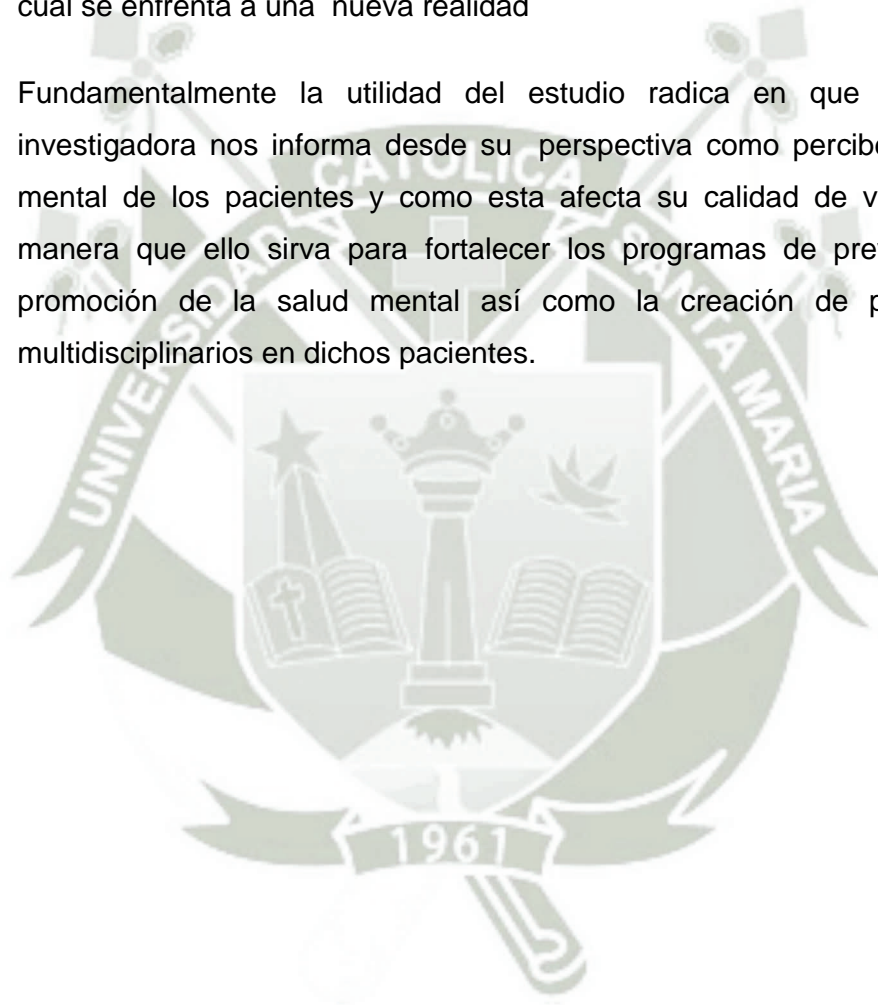 cual se enfrenta a una nueva realidad
Fundamentalmente la utilidad del estudio radica en que
investigadora nos informa desde su perspectiva como percibe
mental de los pacientes y como esta afecta su calidad de v
manera que ello sirva para fortalecer los programas de pre
promoción de la salud mental así como la creación de p
multidisciplinarios en dichos pacientes.
UNIVERSIDAD CATOLICA SANTA MARIA
1961